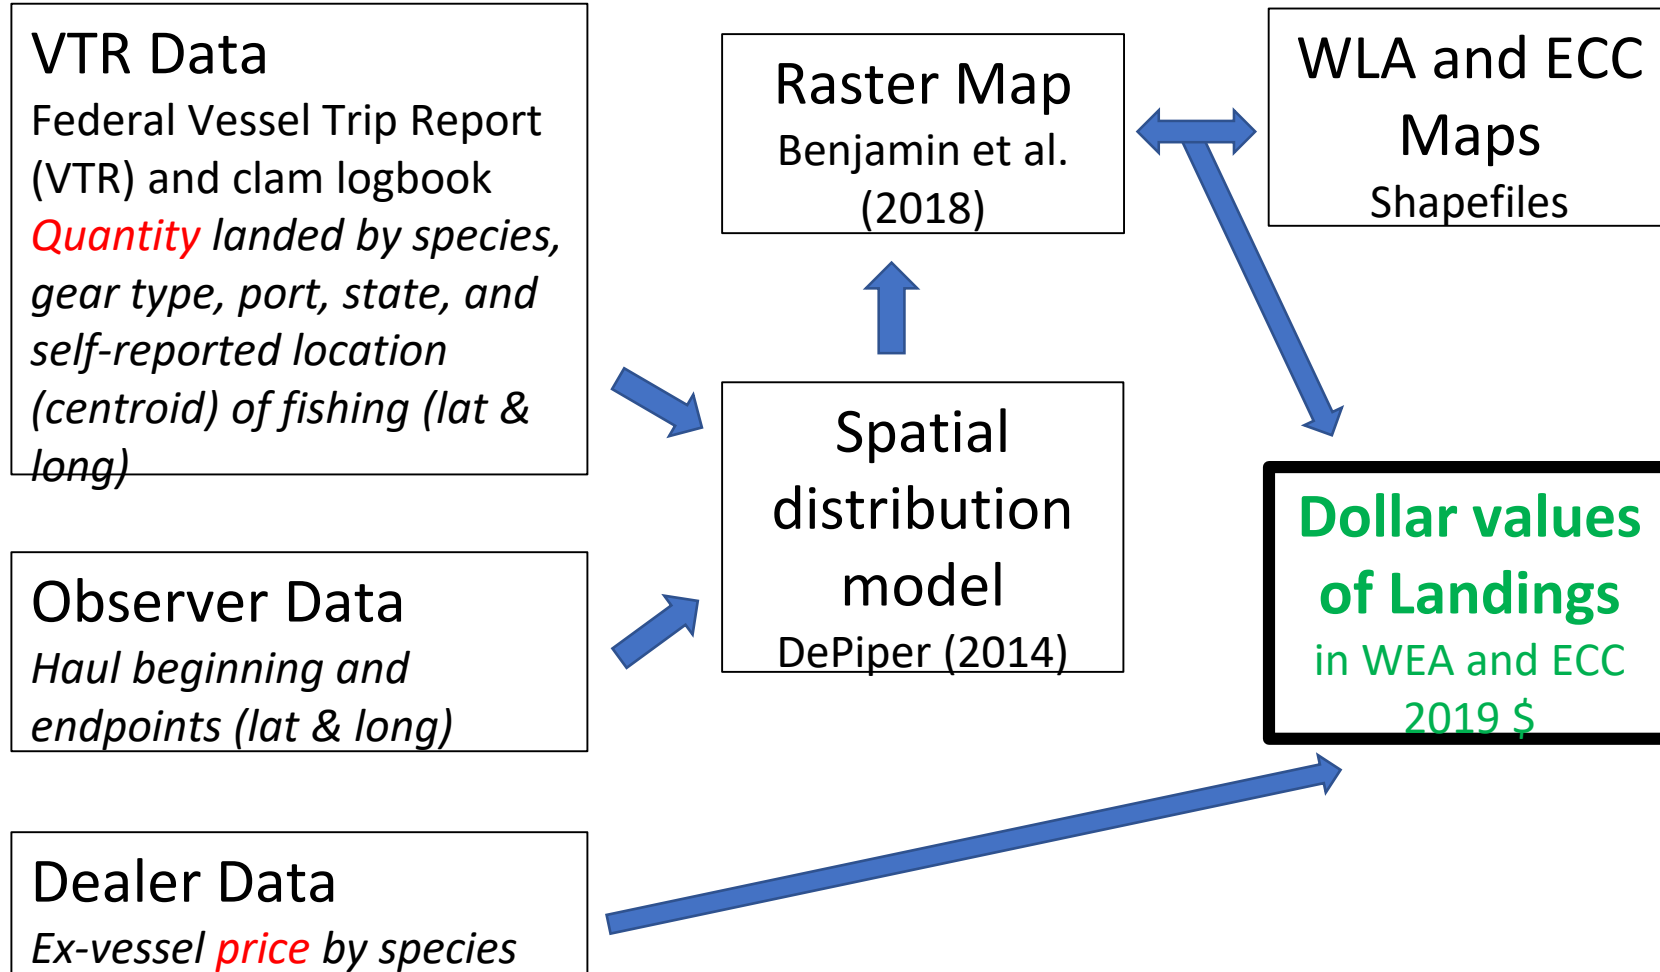 VTR Data
Federal Vessel Trip Report
(VTR) and clam logbook
Quantity landed by species,
gear type, port, state, and
self-reported location
(centroid) of fishing (lat &
long)
Observer Data
Haul beginning and
endpoints (lat & long)
Dealer Data
Ex-vessel price by species
Raster Map
Benjamin et al.
(2018)
Spatial
distribution
model
DePiper (2014)
WLA and ECC
Maps
Shapefiles
Dollar values
of Landings
in WEA and ECC
2019 $